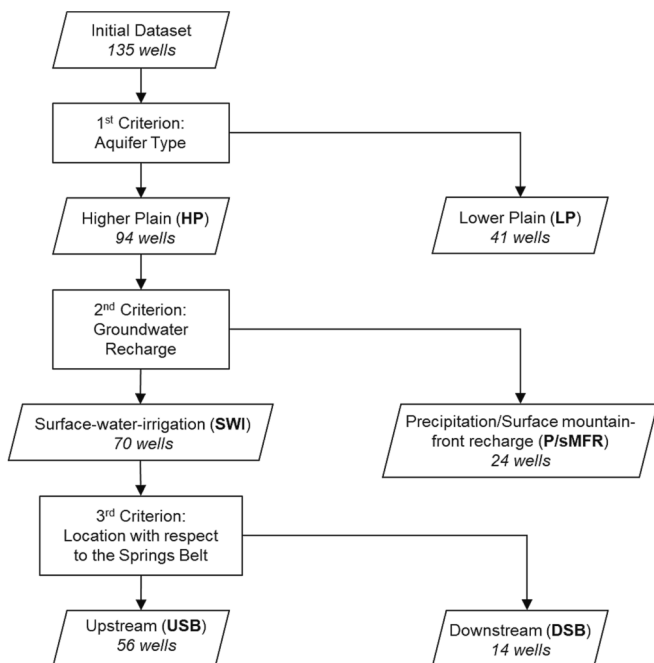 Initial Dataset
135 wells
1st Criterion:
Aquifer Type
Higher Plain (HP)
94 wells
Lower Plain (LP)
41 wells
2nd Criterion:
Groundwater
Recharge
Surface-water-irrigation (SWI)
70 wells
Precipitation/Surface mountain-
front recharge (P/sMFR)
24 wells
3rd Criterion:
Location with respect
to the Springs Belt
Upstream (USB)
56 wells
Downstream (DSB)
14 wells